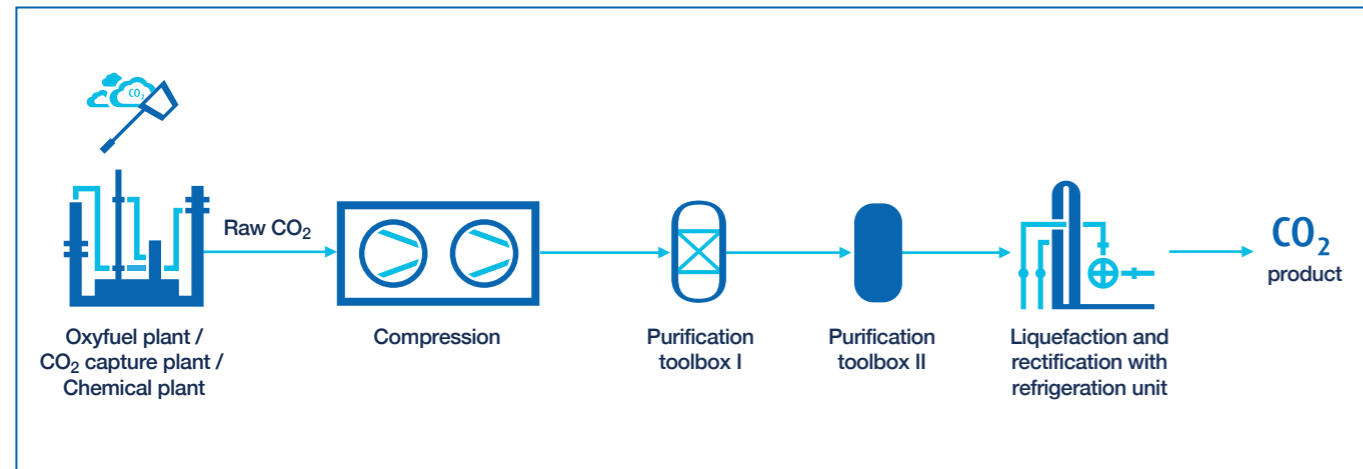 CO₂
Raw CO₂
Oxyfuel plant /
CO₂ capture plant /
Chemical plant
Compression
Purification
toolbox I
Purification
toolbox II
Liquefaction and
rectification with
refrigeration unit
CO₂
product